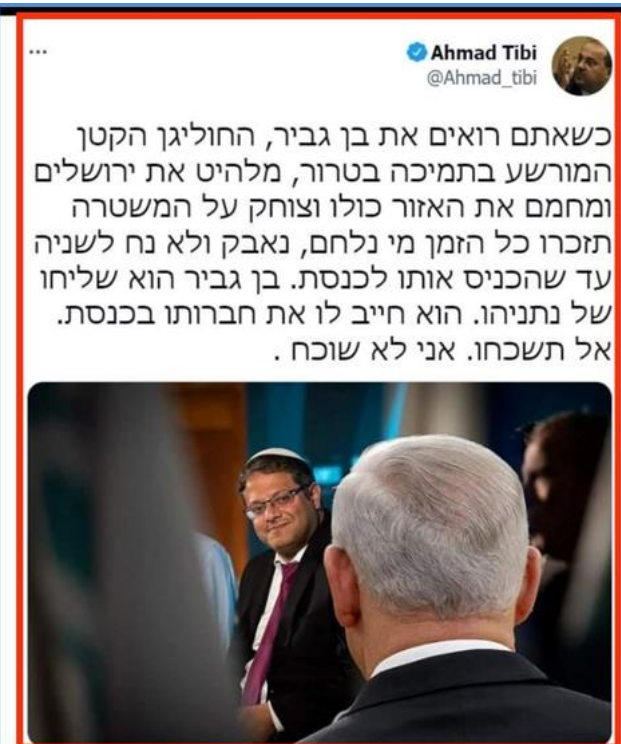 Ahmad Tibi
@Ahmad_tibi
כשאתם רואים את בן גביר, החוליגן הקטן
המורשע בתמיכה בטרור, מלהיט את ירושלים
ומחמם את האזור כולו וצוחק על המשטרה
תזכרו כל הזמן מי נלחם, נאבק ולא נח לשניה
עד שהכניס אותו לכנסת. בן גביר הוא שליחו
של נתניהו. הוא חייב לו את חברותו בכנסת.
אל תשכחו. אני לא שוכח .